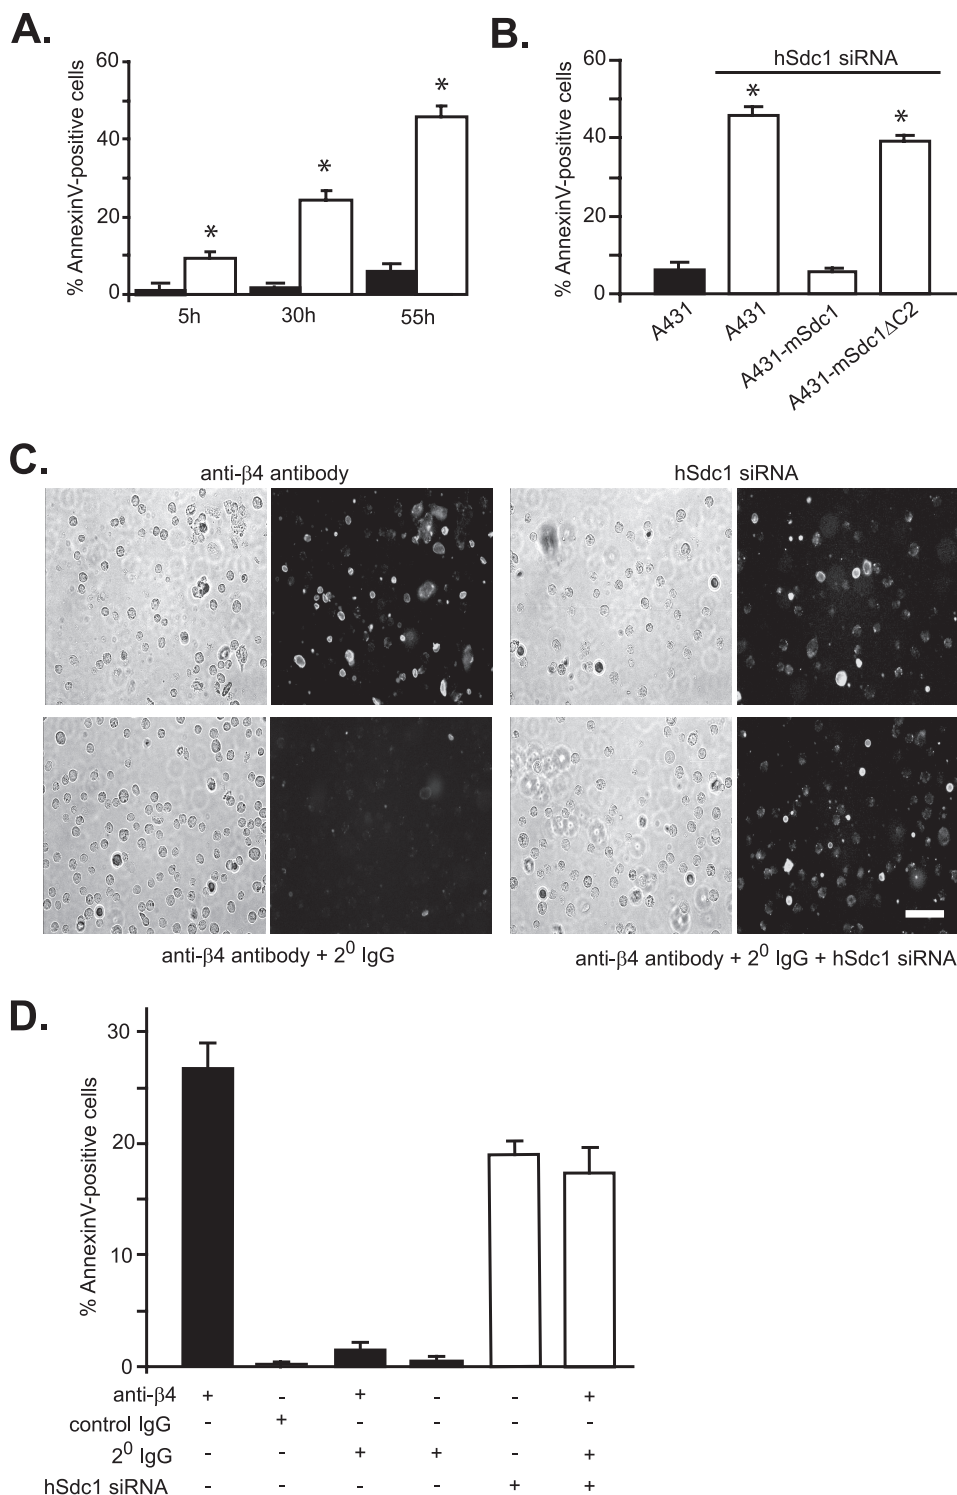 A.
% AnnexinV-positive cells
60
40
20
0
*
*
*
5h
30h
55h
B.
hSdc1 siRNA
% AnnexinV-positive cells
60
40
20
0
*
*
A431
A431
A431-mSdc1
A431-mSdc1ΔC2
C.
anti-β4 antibody
hSdc1 siRNA
anti-β4 antibody + 2⁰ IgG
anti-β4 antibody + 2⁰ IgG + hSdc1 siRNA
D.
% AnnexinV-positive cells
30
20
10
0
anti-β4 + - + - - +
control IgG - + - - - -
2⁰ IgG - - + + - +
hSdc1 siRNA - - - - + +